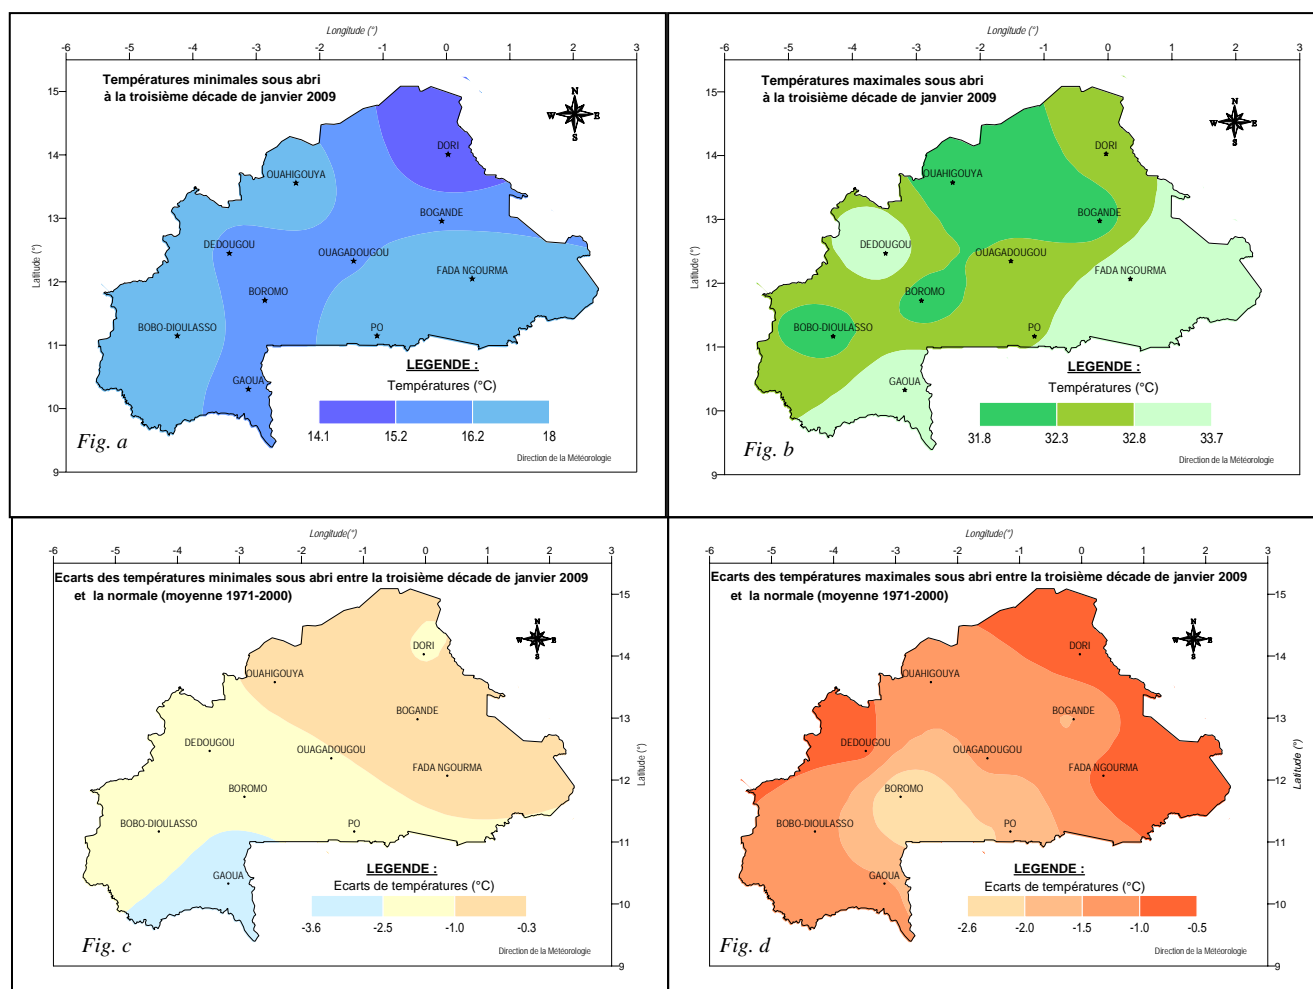 Longitude (°)
-6 -5 -4 -3 -2 -1 0 1 2 3
Températures minimales sous abri
à la troisième décade de janvier 2009
N
W E
S
15
14
13
12
11
10
9
Latitude (°)
DORI
OUAHIGOUYA
BOGANDE
DEDOUGOU
OUAGADOUGOU
FADA NGOURMA
BOROMO
BOBO-DIOULASSO
PO
GAOUA
LEGENDE :
Températures (°C)
14.1 15.2 16.2 18
Fig. a
Direction de la Météorologie
Longitude (°)
-6 -5 -4 -3 -2 -1 0 1 2 3
Températures maximales sous abri
à la troisième décade de janvier 2009
N
W E
S
15
14
13
12
11
10
9
Latitude (°)
DORI
OUAHIGOUYA
BOGANDE
DEDOUGOU
OUAGADOUGOU
FADA NGOURMA
BOROMO
BOBO-DIOULASSO
PO
GAOUA
LEGENDE :
Températures (°C)
31.8 32.3 32.8 33.7
Fig. b
Direction de la Météorologie
Longitude(°)
-6 -5 -4 -3 -2 -1 0 1 2 3
Ecarts des températures minimales sous abri entre la troisième décade de janvier 2009
et la normale (moyenne 1971-2000)
N
W E
S
15
14
13
12
11
10
9
Latitude (°)
DORI
OUAHIGOUYA
BOGANDE
DEDOUGOU
OUAGADOUGOU
FADA NGOURMA
BOROMO
BOBO-DIOULASSO
PO
GAOUA
LEGENDE :
Ecarts de températures (°C)
-3.6 -2.5 -1.0 -0.3
Fig. c
Direction de la Météorologie
Longitude(°)
-6 -5 -4 -3 -2 -1 0 1 2 3
Ecarts des températures maximales sous abri entre la troisième décade de janvier 2009
et la normale (moyenne 1971-2000)
N
W E
S
15
14
13
12
11
10
9
Latitude (°)
DORI
OUAHIGOUYA
BOGANDE
DEDOUGOU
OUAGADOUGOU
FADA NGOURMA
BOROMO
BOBO-DIOULASSO
PO
GAOUA
LEGENDE :
Ecarts de températures (°C)
-2.6 -2.0 -1.5 -1.0 -0.5
Fig. d
Direction de la Météorologie